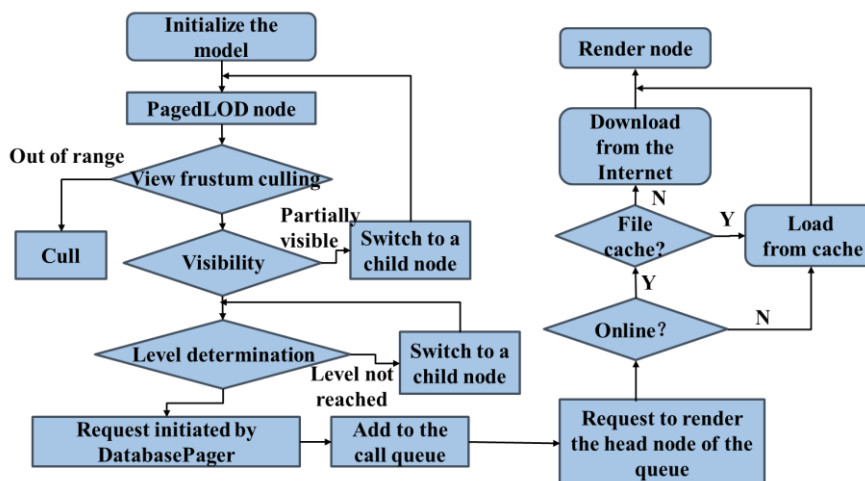 Initialize the
model
PagedLOD node
Out of range
View frustum culling
Cull
Partially
visible
Switch to a
child node
Visibility
Level determination
Level not
reached
Switch to a
child node
Request initiated by
DatabasePager
Add to the
call queue
Request to render
the head node of the
queue
Online?
N
Y
File
cache?
Y
Load
from cache
N
Download
from the
Internet
Render node